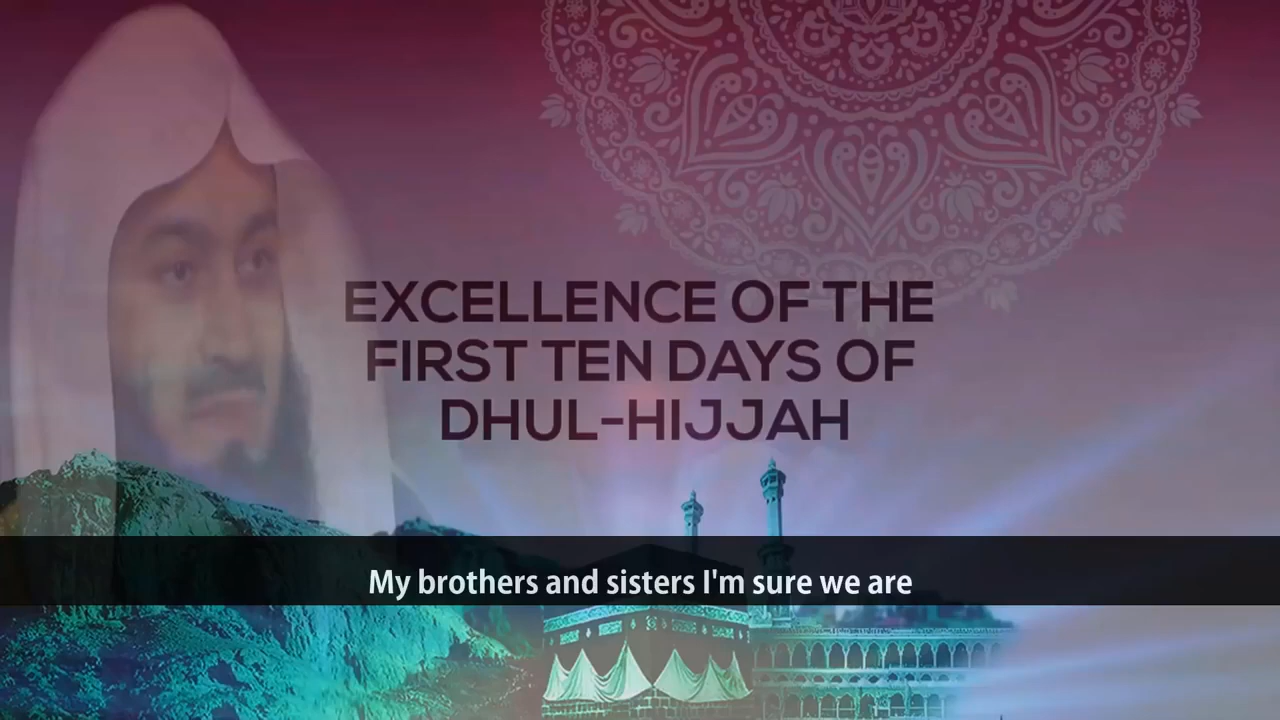 EXCELLENCE OF THE
FIRST TEN DAYS OF
DHUL-HIJJAH
My brothers and sisters I'm sure we are